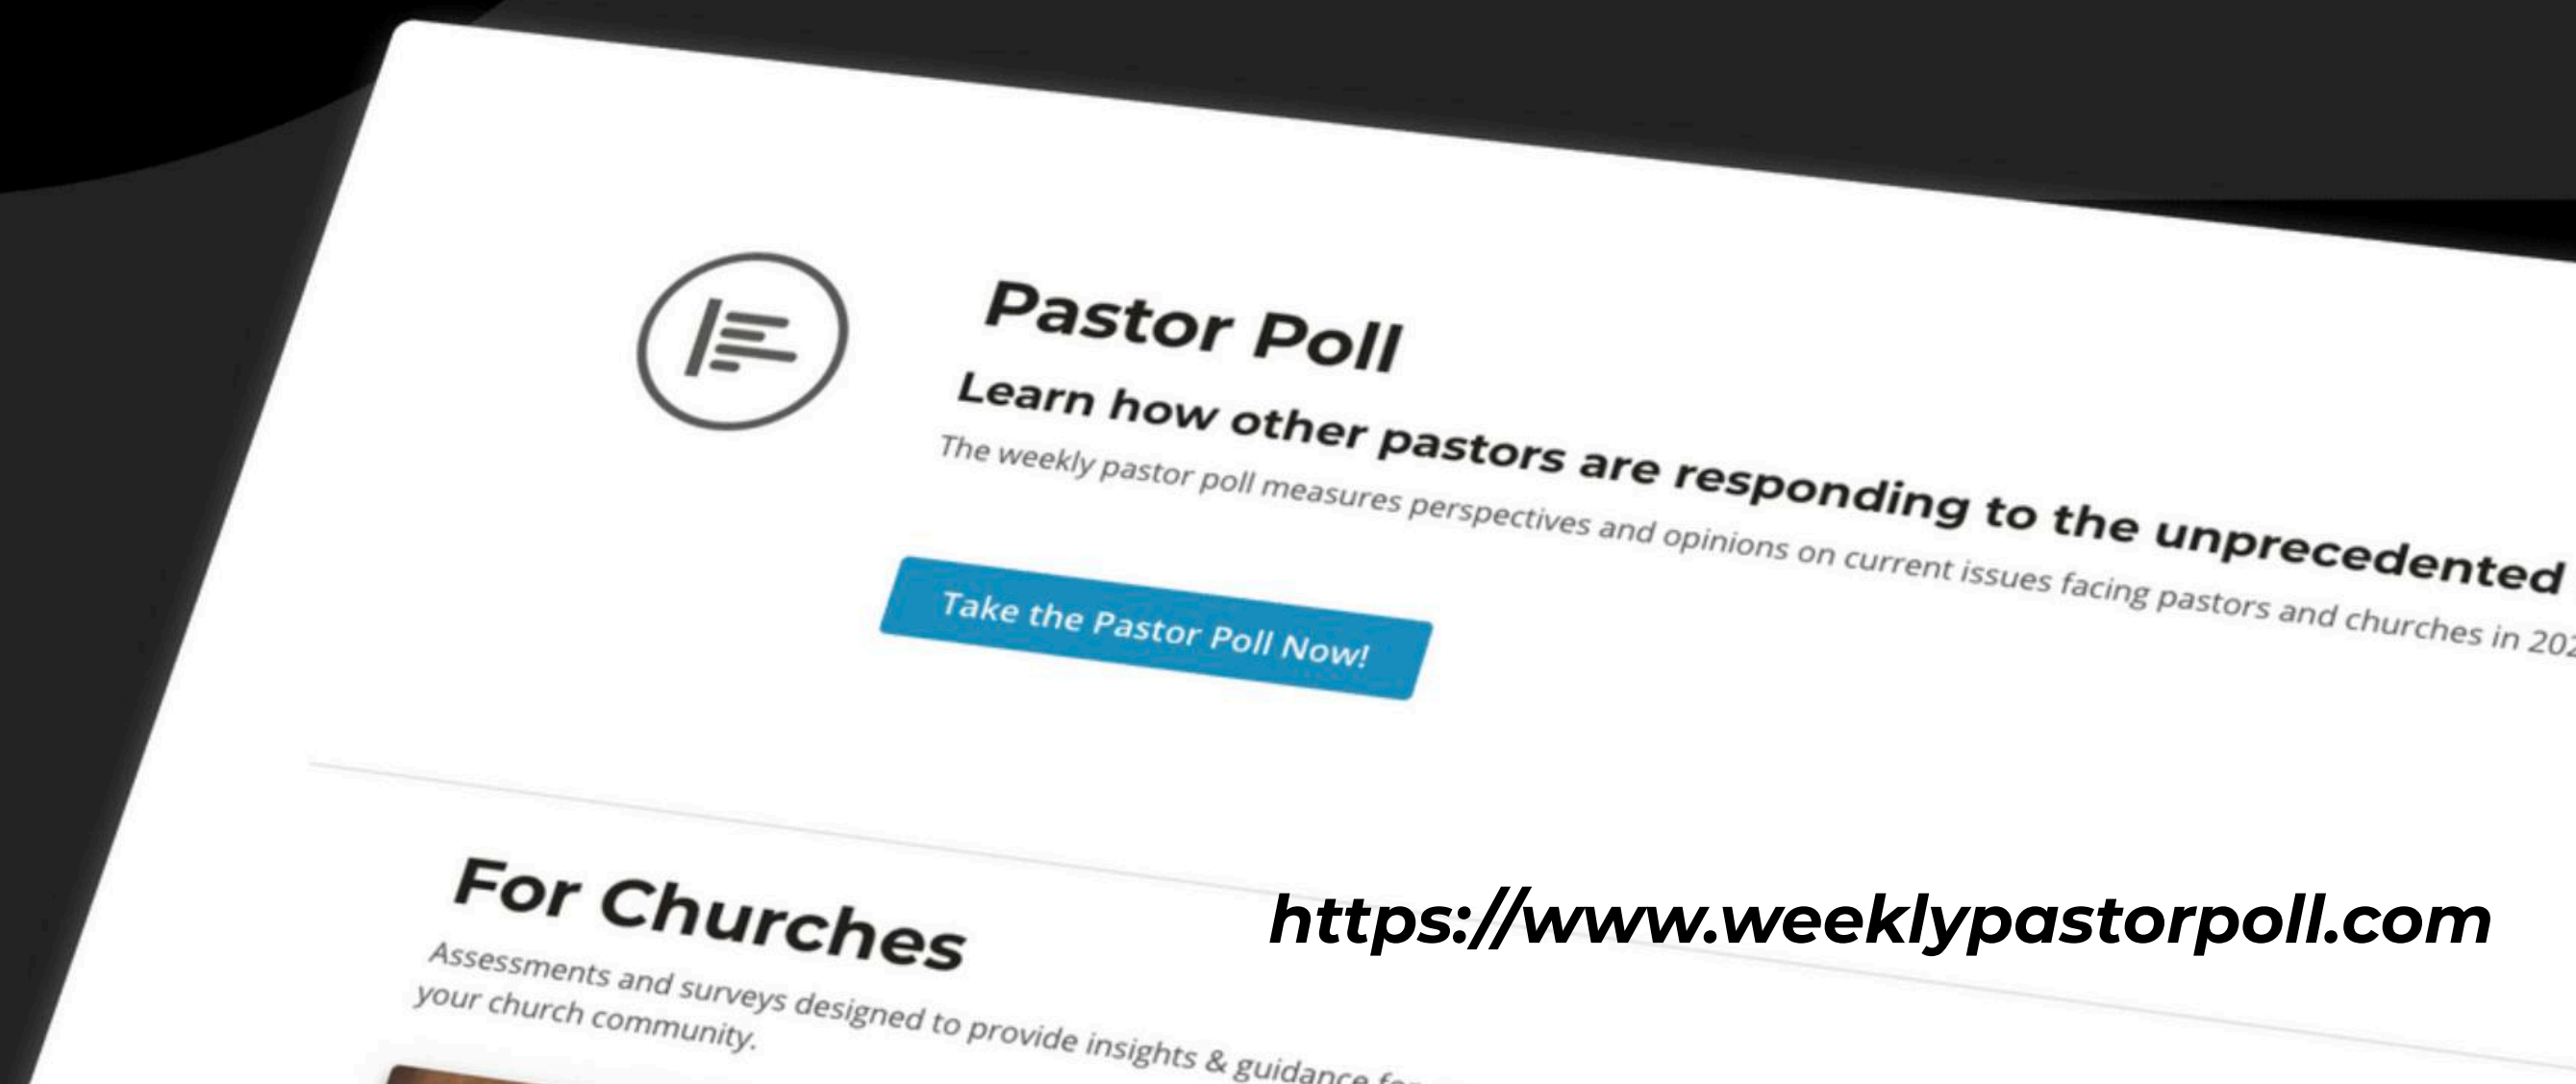 Pastor Poll
Learn how other pastors are responding to the unprecedented
The weekly pastor poll measures perspectives and opinions on current issues facing pastors and churches in
Take the Pastor Poll Now!
For Churches
https://www.weeklypastorpoll.com
Assessments and surveys designed to provide insights & guidance
your church community.